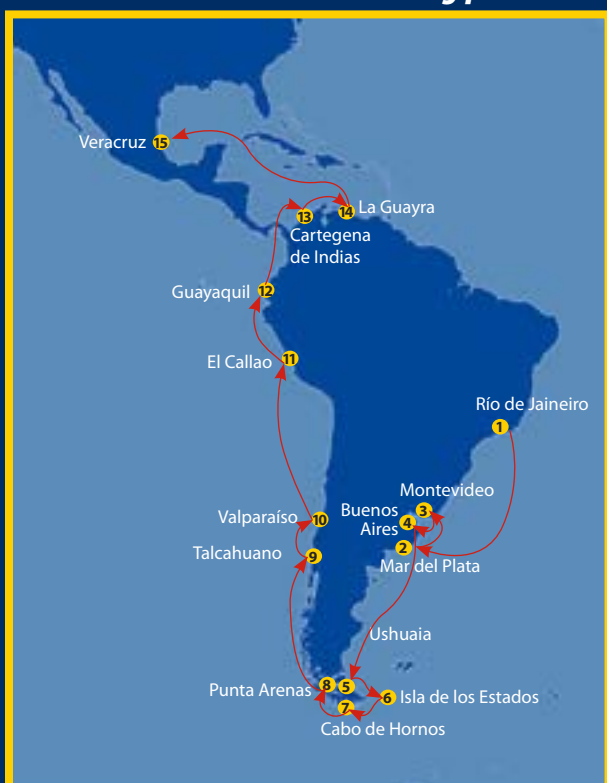 Veracruz 15
14 La Guayra
13
Cartegena
de Indias
Guayaquil 12
El Callao 11
Río de Jaineiro
1
Montevideo
3
Buenos
Aires 4
Valparaíso 10
2
Mar del Plata
Talcahuano 9
Ushuaia
Punta Arenas 8 5
6 Isla de los Estados
7
Cabo de Hornos